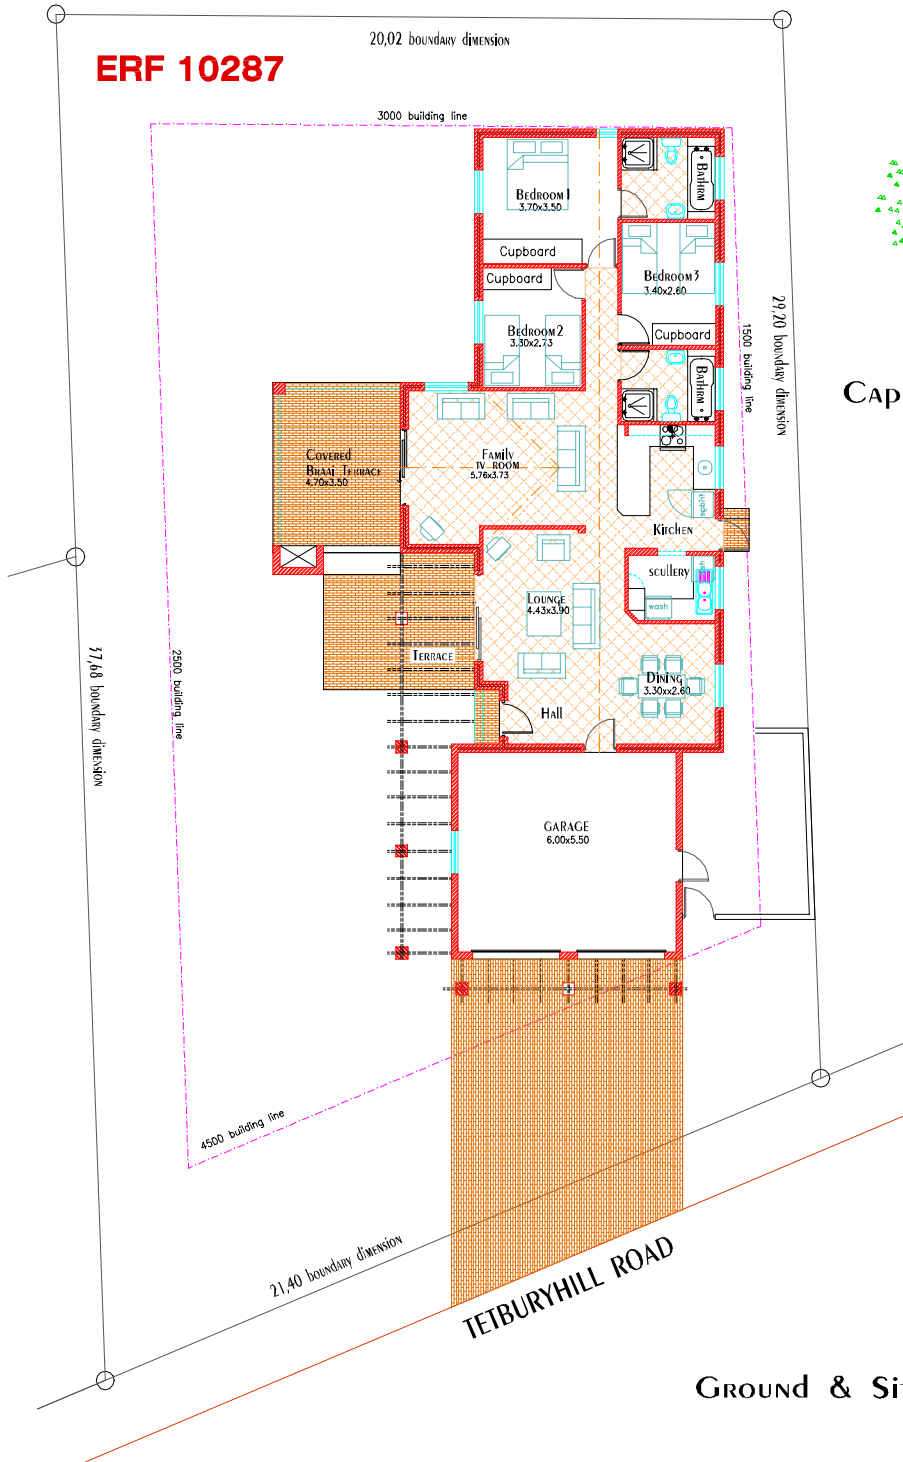 20,02 boundary dimension
ERF 10287
3000 building line
Bedroom 1
3.70x3.50
Bathrm
Cupboard
Cupboard
Bedroom 3
3.40x2.60
Bedroom 2
3.30x2.73
Cupboard
29,20 boundary dimension
1500 building line
Bathrm
Cap
Covered
Braai Terrace
4.70x3.50
Family
TV ROOM
5.76x3.73
Kitchen
scullery
wash
Lounge
4.43x3.90
Terrace
37,68 boundary dimension
2500 building line
Dining
3.30xx2.60
Hall
GARAGE
6.00x5.50
4500 building line
21,40 boundary dimension
TETBURYHILL ROAD
Ground & Si